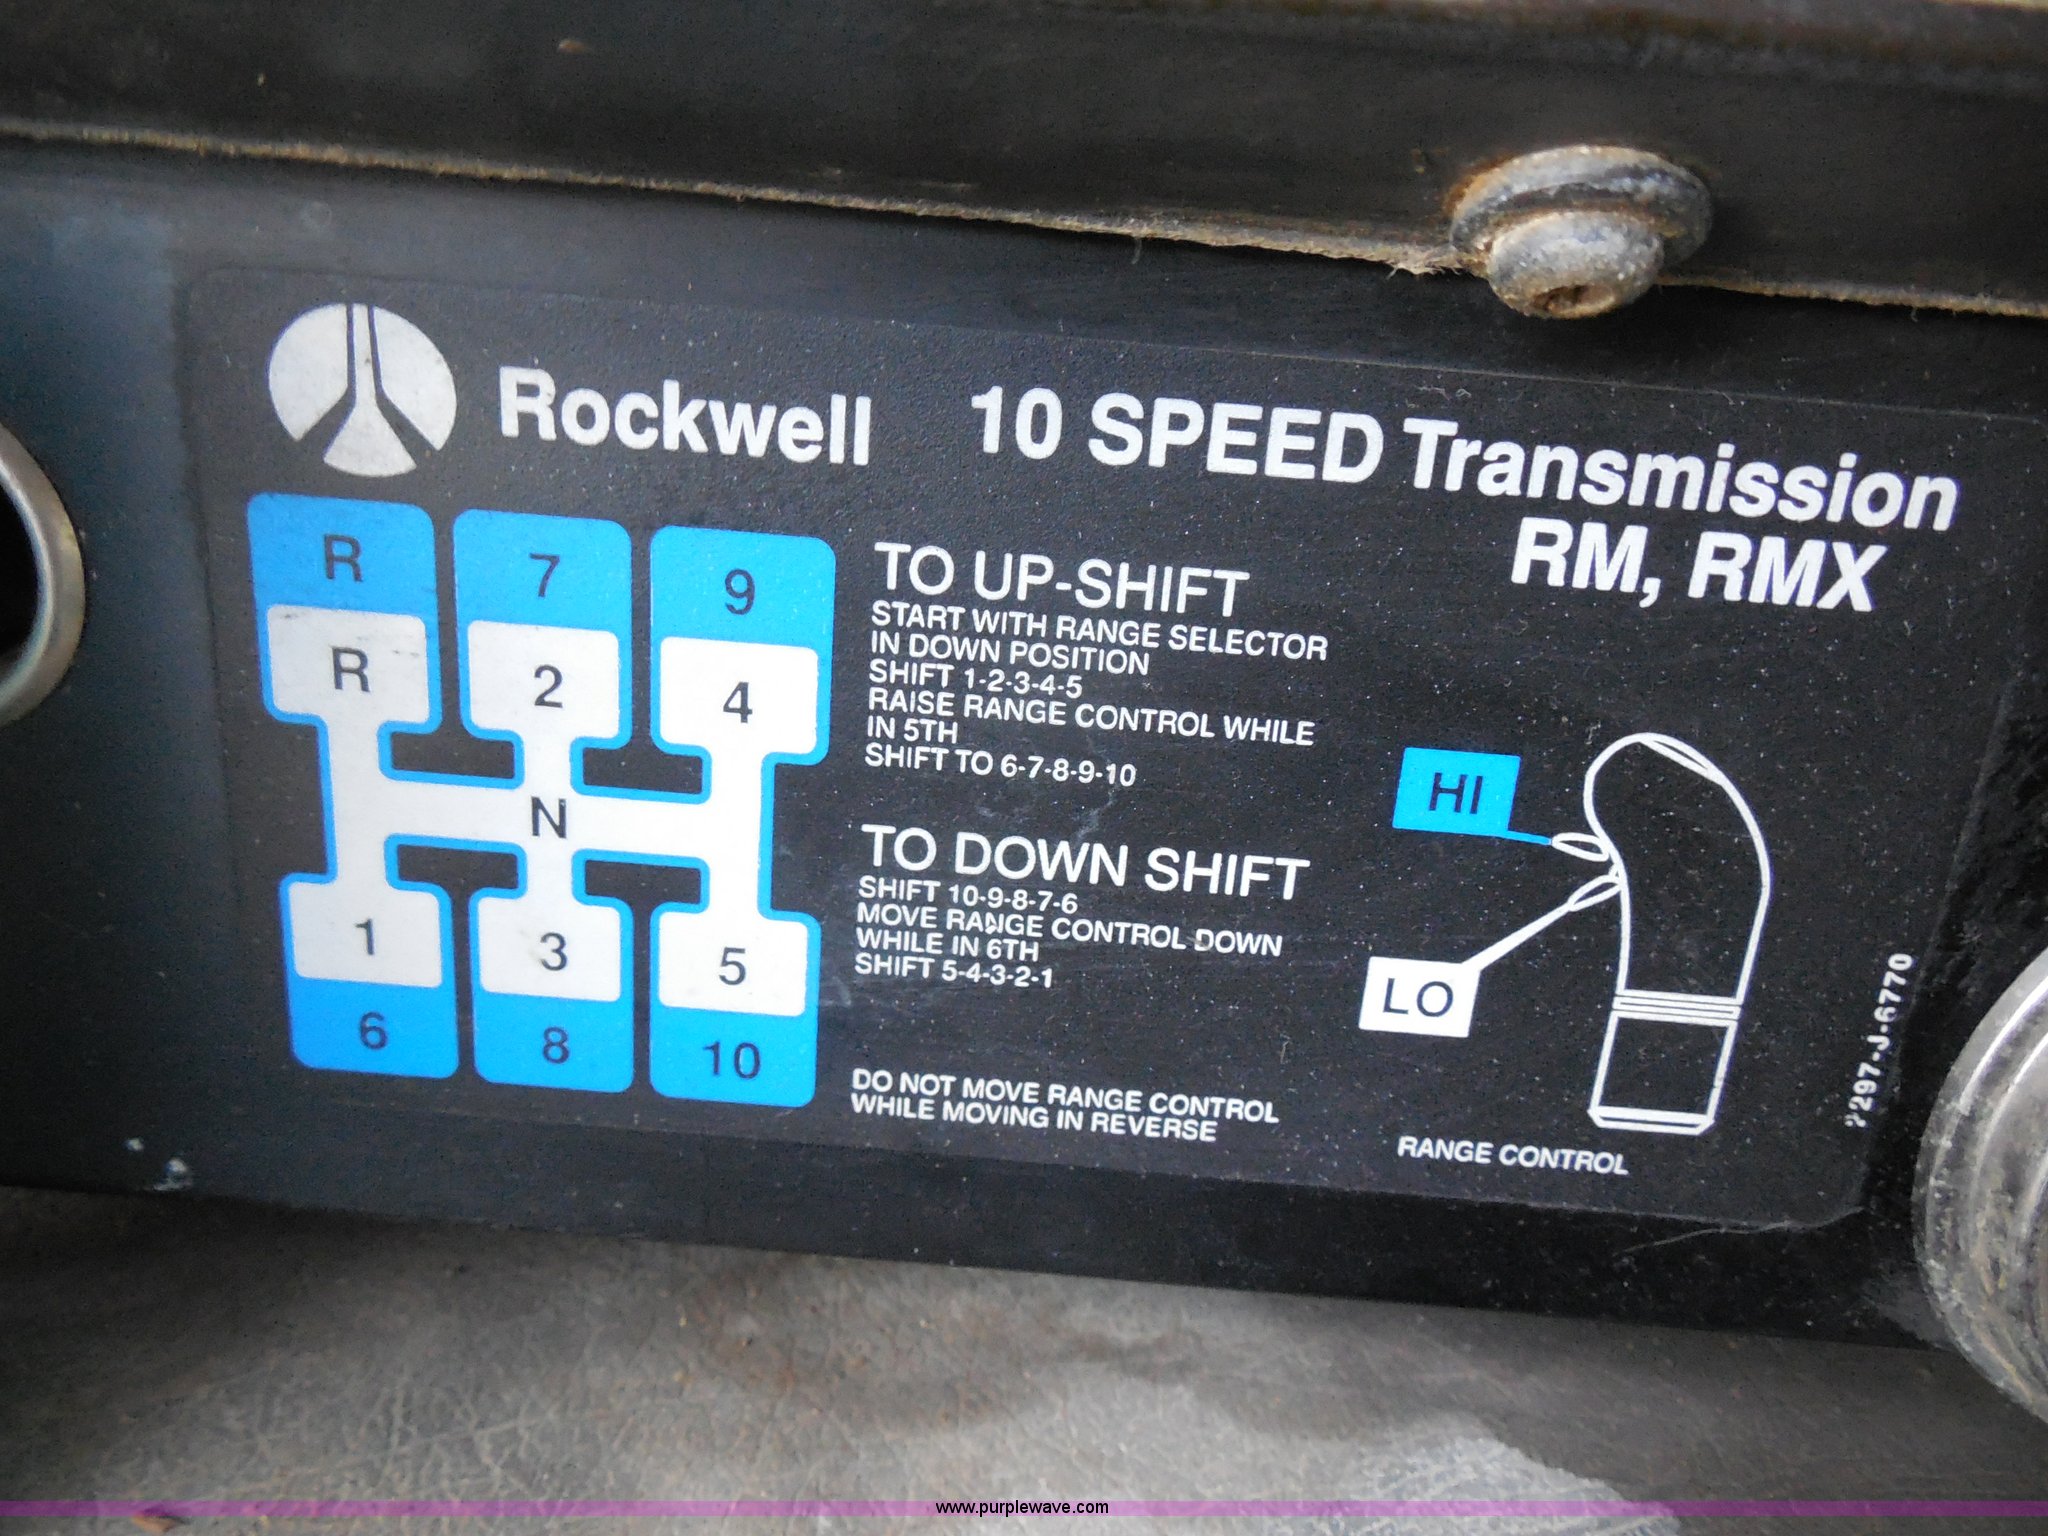 Rockwell 10 SPEED Transmission
RM, RMX
R 7 9
R 2 4
N
1 3 5
6 8 10
TO UP-SHIFT
START WITH RANGE SELECTOR
IN DOWN POSITION
SHIFT 1-2-3-4-5
RAISE RANGE CONTROL WHILE
IN 5TH
SHIFT TO 6-7-8-9-10
TO DOWN SHIFT
SHIFT 10-9-8-7-6
MOVE RANGE CONTROL DOWN
WHILE IN 6TH
SHIFT 5-4-3-2-1
DO NOT MOVE RANGE CONTROL
WHILE MOVING IN REVERSE
HI
LO
RANGE CONTROL
2297-J-6770
www.purplewave.com